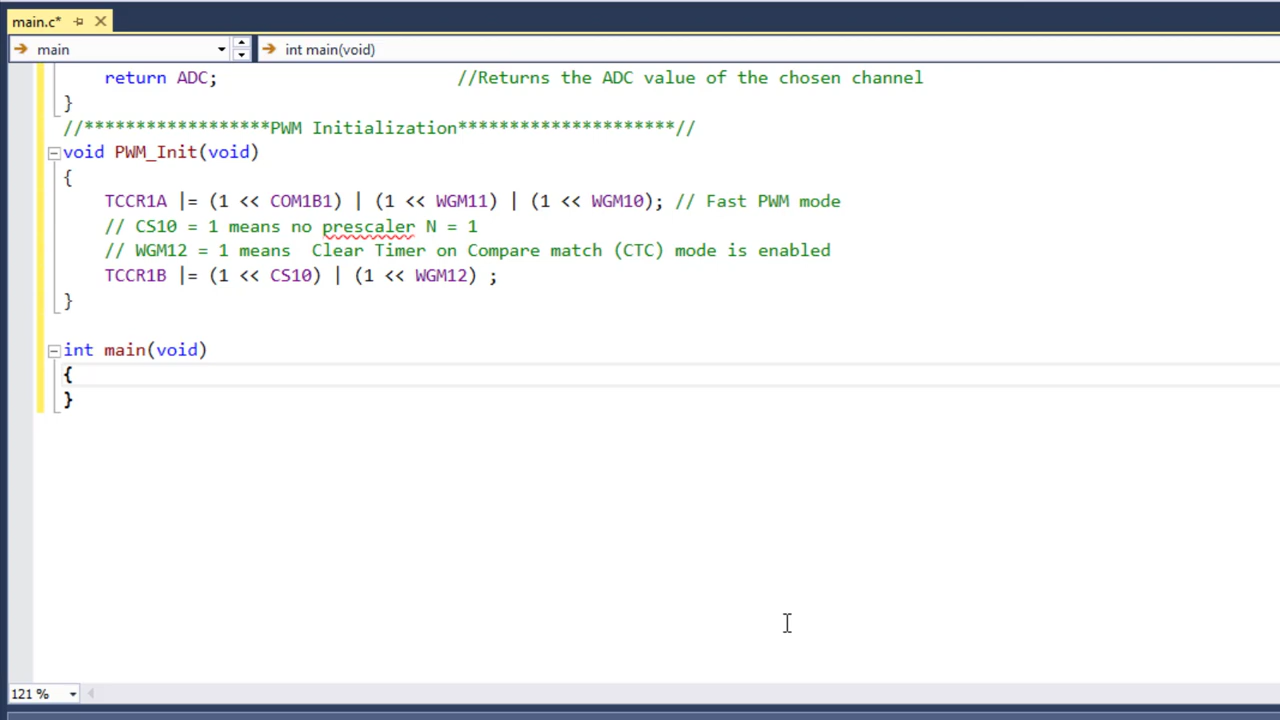 main.c*
main
int main(void)
return ADC; //Returns the ADC value of the chosen channel
}
//******************PWM Initialization*********************//
void PWM_Init(void)
{
TCCR1A |= (1 << COM1B1) | (1 << WGM11) | (1 << WGM10); // Fast PWM mode
// CS10 = 1 means no prescaler N = 1
// WGM12 = 1 means  Clear Timer on Compare match (CTC) mode is enabled
TCCR1B |= (1 << CS10) | (1 << WGM12) ;
}
int main(void)
{
}
121 %